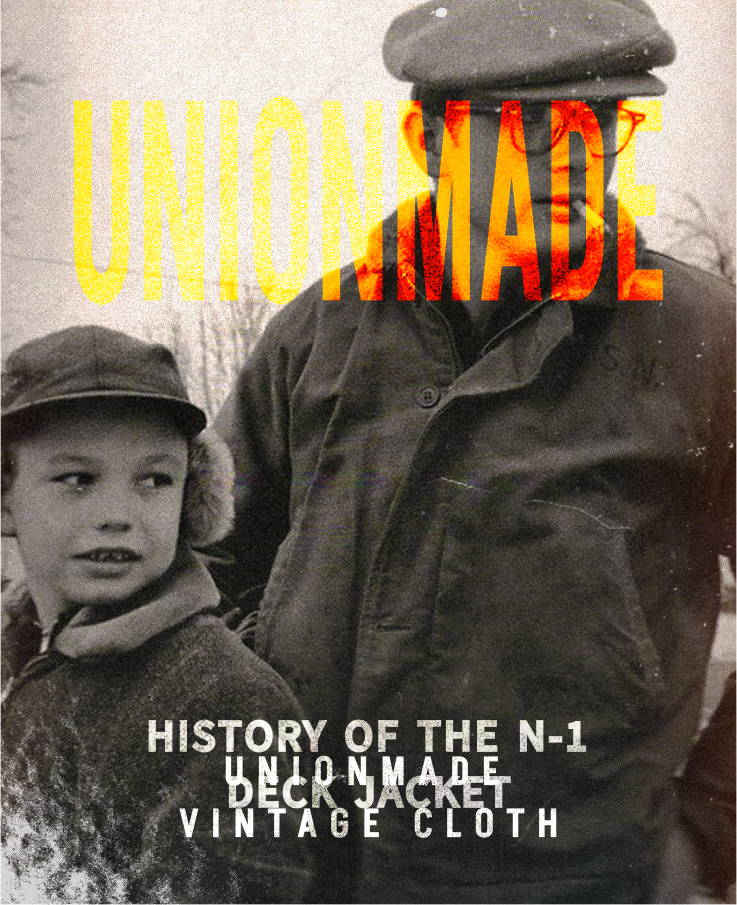 UNIONMADE
S.N.
HISTORY OF THE N-1
UNIONMADE
DECK JACKET
VINTAGE CLOTH